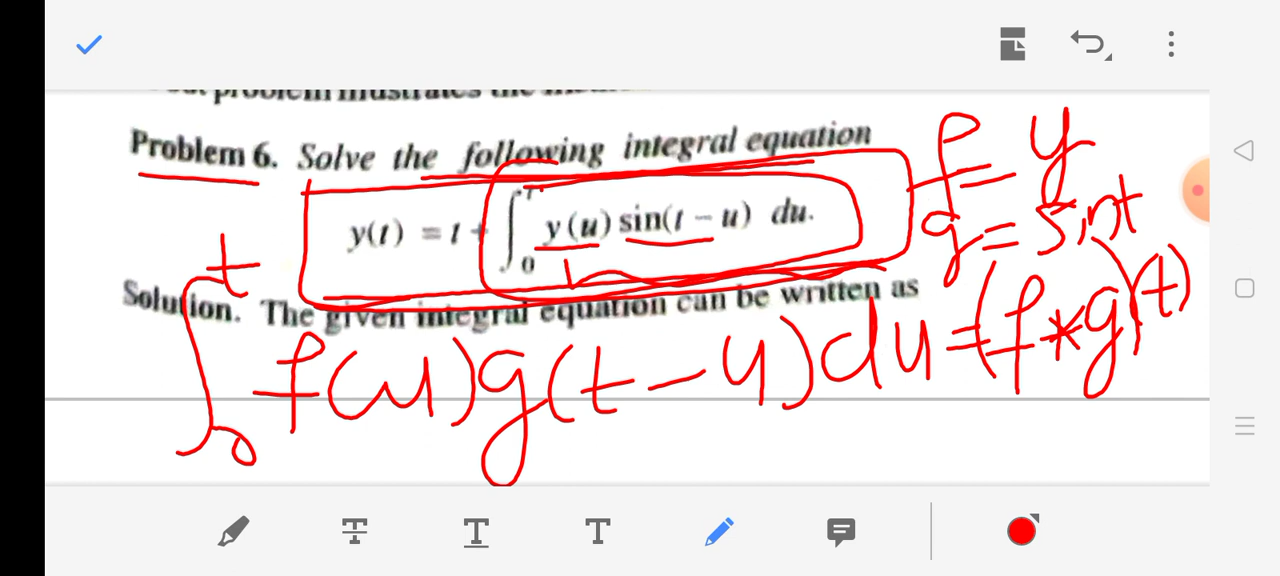 Problem 6. Solve the following integral equation
y(t) = t + ∫₀ᵗ y(u) sin(t − u) du.
Solution. The given integral equation can be written as
f = y
g = sint
∫₀ᵗ f(u)g(t−u)du = (f*g)(t)
T T T